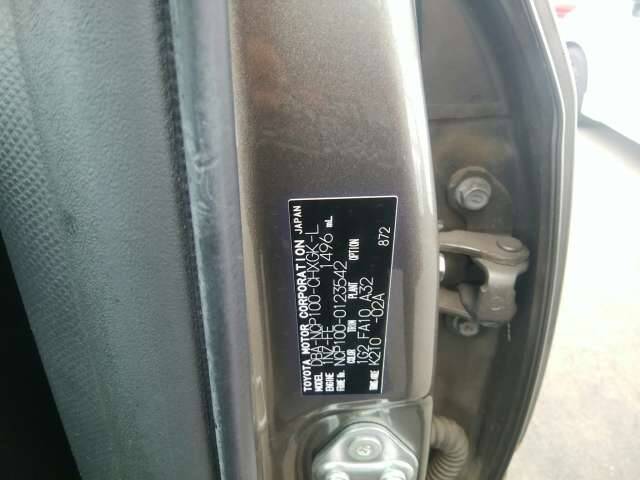 TOYOTA MOTOR CORPORATION JAPAN
MODEL DBA-NCP100-CHXGK-L
ENGINE 1NZ-FE 1496 mL
FRAME No. NCP100-0123542
COLOR TRIM PLANT OPTION
1G2 FA10 A32 872
TRANS./AXLE K210 -02A